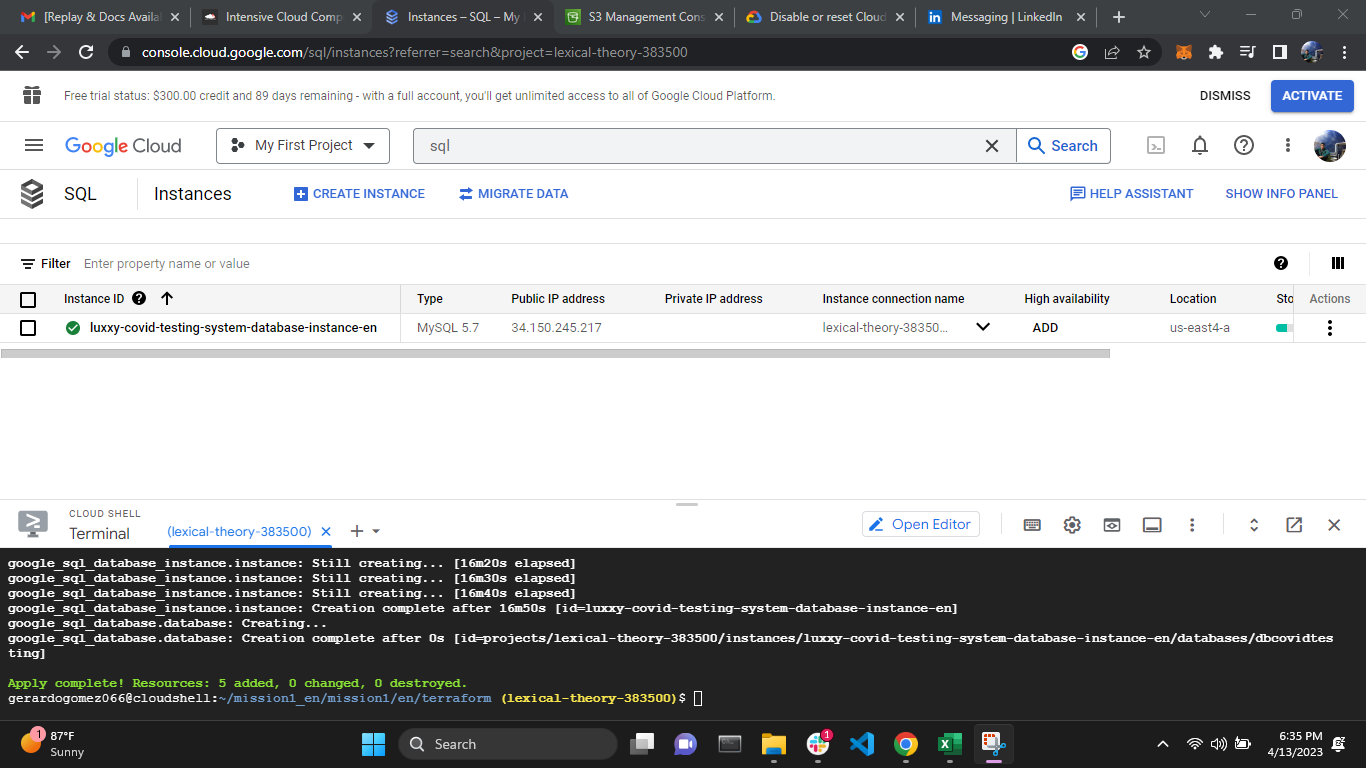 [Replay & Docs Availa
Intensive Cloud Comp
Instances – SQL – My
S3 Management Cons
Disable or reset Cloud
Messaging | LinkedIn
console.cloud.google.com/sql/instances?referrer=search&project=lexical-theory-383500
Free trial status: $300.00 credit and 89 days remaining - with a full account, you'll get unlimited access to all of Google Cloud Platform.
DISMISS
ACTIVATE
Google Cloud
My First Project
sql
Search
SQL
Instances
CREATE INSTANCE
MIGRATE DATA
HELP ASSISTANT
SHOW INFO PANEL
Filter
Enter property name or value
Instance ID
Type
Public IP address
Private IP address
Instance connection name
High availability
Location
Sto
Actions
luxxy-covid-testing-system-database-instance-en
MySQL 5.7
34.150.245.217
lexical-theory-38350...
ADD
us-east4-a
CLOUD SHELL
Terminal
(lexical-theory-383500)
Open Editor
google_sql_database_instance.instance: Still creating... [16m20s elapsed]
google_sql_database_instance.instance: Still creating... [16m30s elapsed]
google_sql_database_instance.instance: Still creating... [16m40s elapsed]
google_sql_database_instance.instance: Creation complete after 16m50s [id=luxxy-covid-testing-system-database-instance-en]
google_sql_database.database: Creating...
google_sql_database.database: Creation complete after 0s [id=projects/lexical-theory-383500/instances/luxxy-covid-testing-system-database-instance-en/databases/dbcovidtes
ting]
Apply complete! Resources: 5 added, 0 changed, 0 destroyed.
gerardogomez066@cloudshell:~/mission1_en/mission1/en/terraform (lexical-theory-383500)$
1
87°F
Sunny
Search
1
6:35 PM
4/13/2023